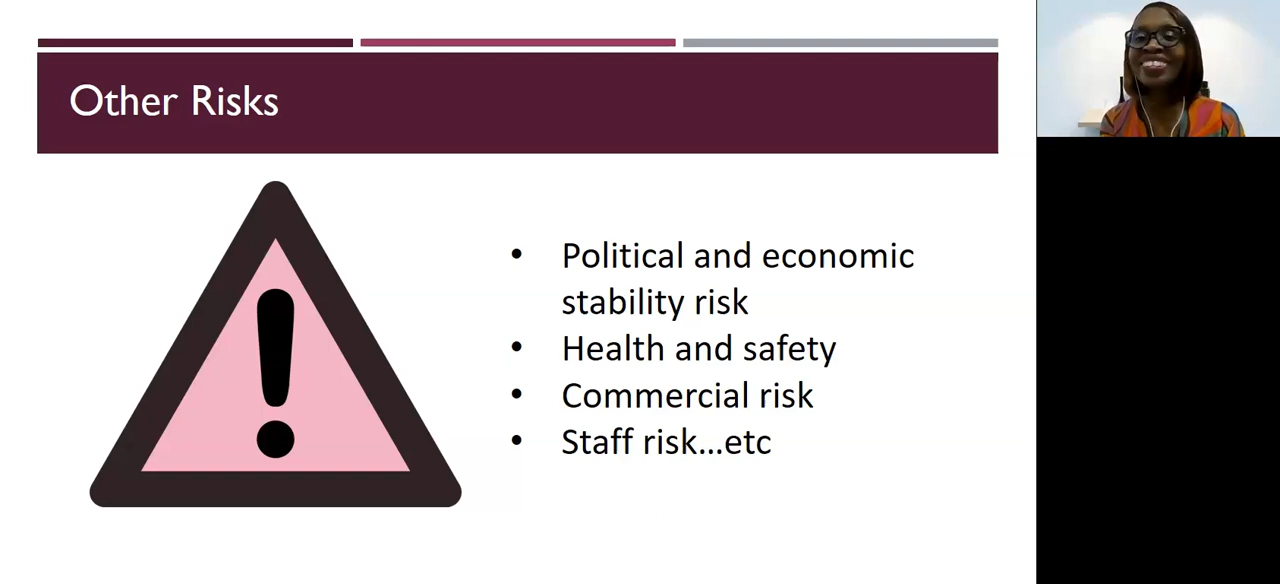 Other Risks
• Political and economic
stability risk
• Health and safety
• Commercial risk
• Staff risk...etc